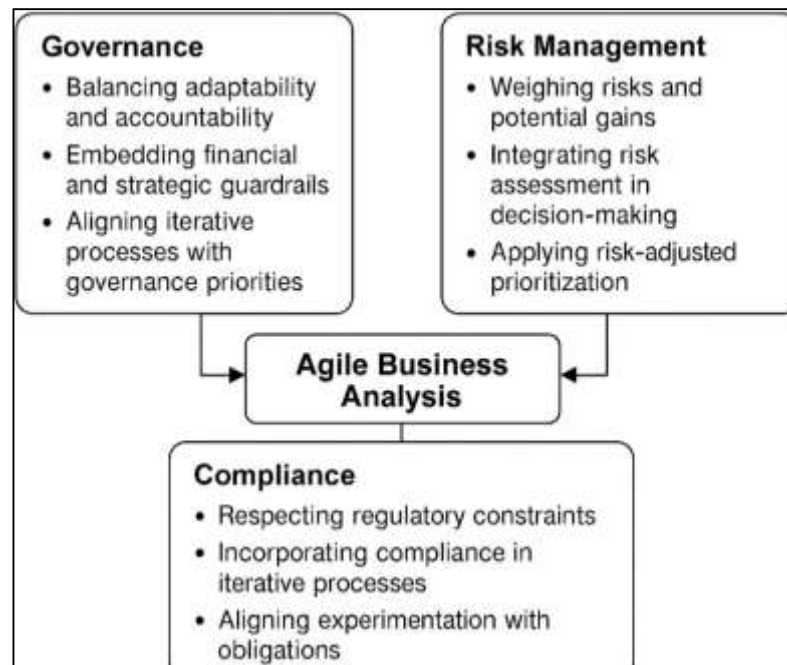 Governance
• Balancing adaptability
and accountability
• Embedding financial
and strategic guardrails
• Aligning iterative
processes with
governance priorities
Risk Management
• Weighing risks and
potential gains
• Integrating risk
assessment in
decision-making
• Applying risk-adjusted
prioritization
Agile Business
Analysis
Compliance
• Respecting regulatory constraints
• Incorporating compliance in
iterative processes
• Aligning experimentation with
obligations